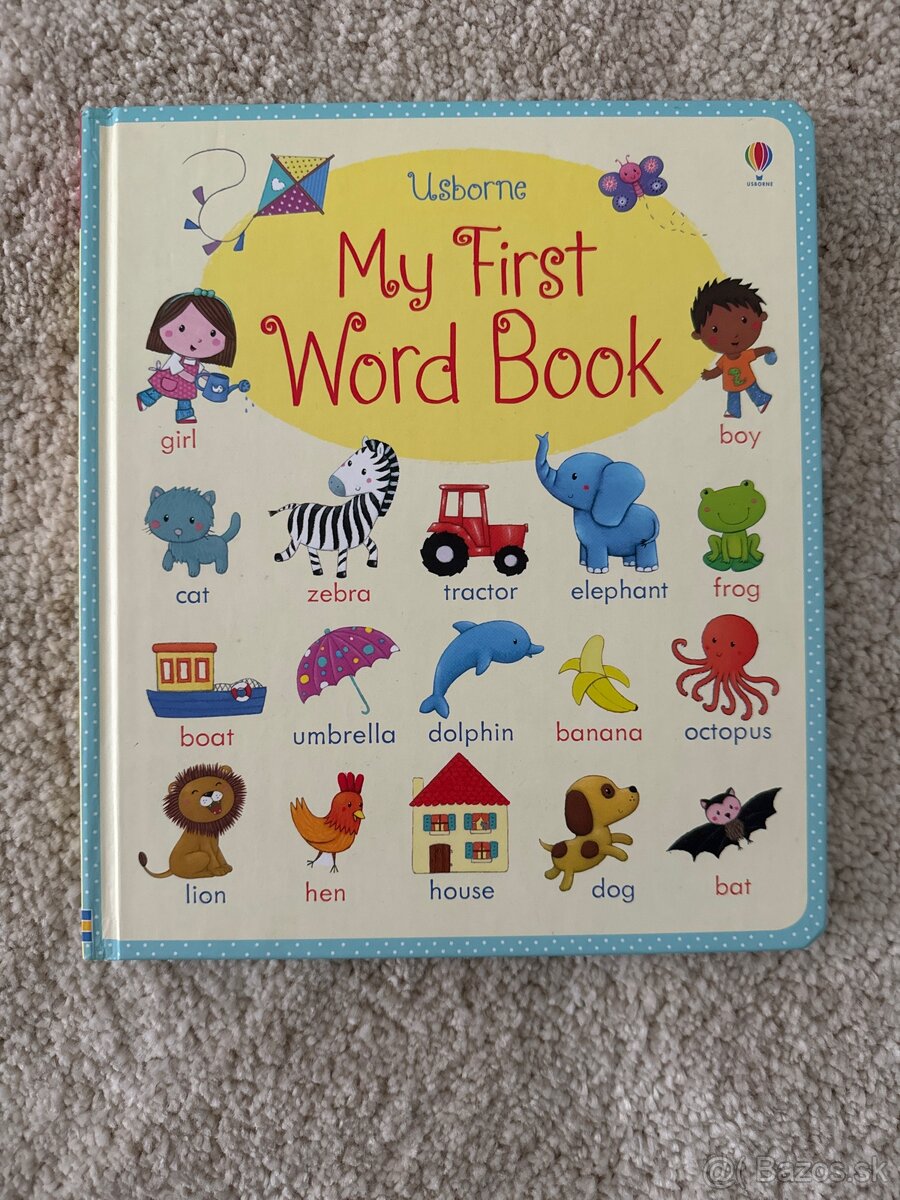 Usborne
USBORNE
My First
Word Book
girl
boy
cat
zebra
tractor
elephant
frog
boat
umbrella
dolphin
banana
octopus
lion
hen
house
dog
bat
@( Bazos.sk